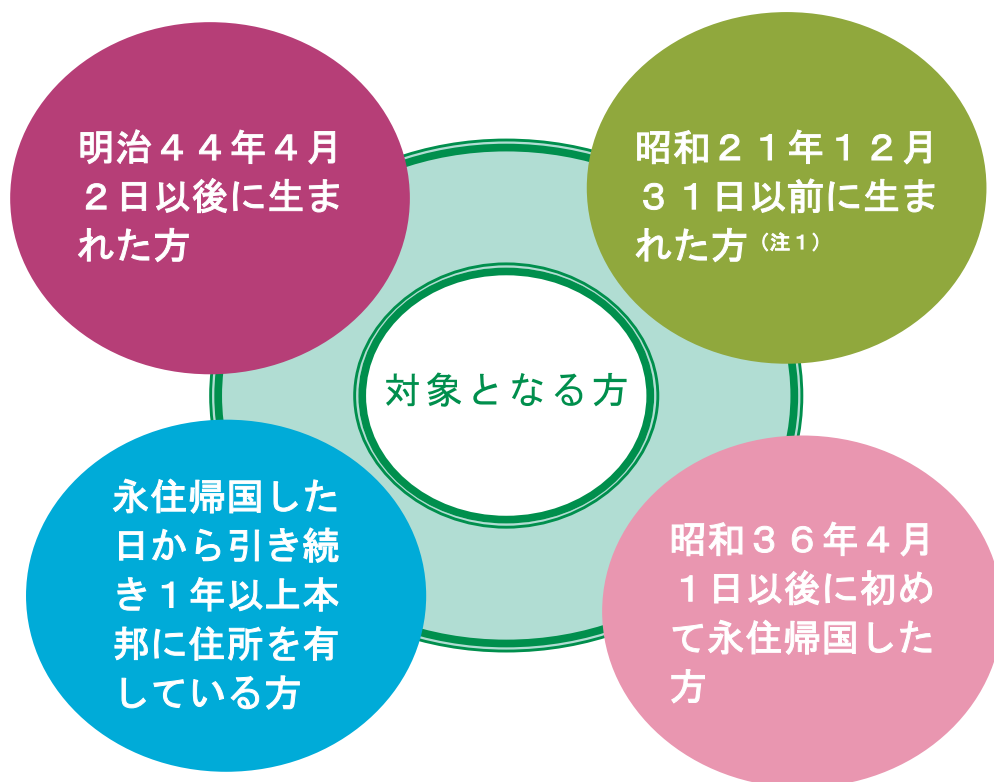 明治４４年４月
２日以後に生ま
れた方
昭和２１年１２月
３１日以前に生ま
れた方（注１）
対象となる方
永住帰国した
日から引き続
き１年以上本
邦に住所を有
している方
昭和３６年４月
１日以後に初め
て永住帰国した
方